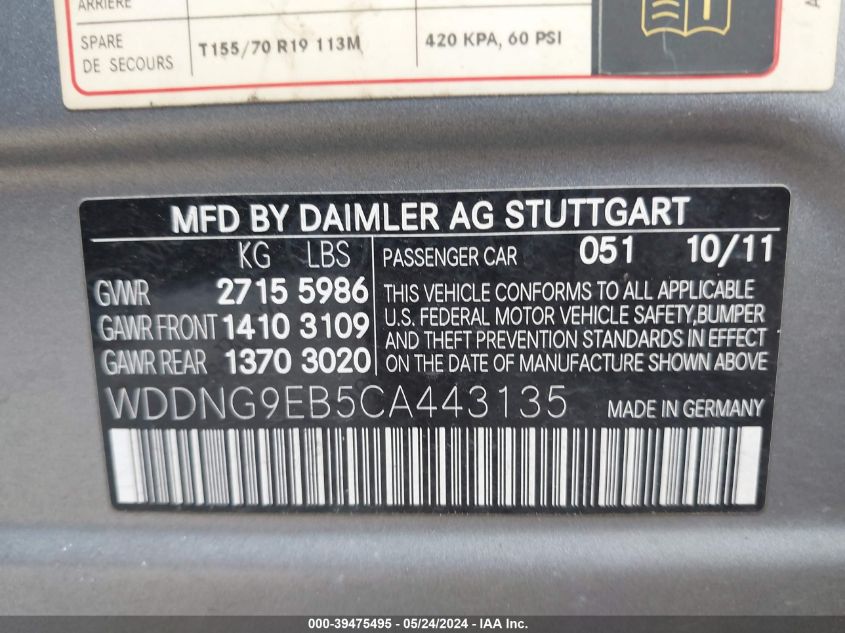 ARRIÈRE
SPARE
DE SECOURS
T155/70 R19 113M
420 KPA, 60 PSI
MFD BY DAIMLER AG STUTTGART
KG LBS
GVWR 2715 5986
GAWR FRONT 1410 3109
GAWR REAR 1370 3020
PASSENGER CAR 051 10/11
THIS VEHICLE CONFORMS TO ALL APPLICABLE
U.S. FEDERAL MOTOR VEHICLE SAFETY,BUMPER
AND THEFT PREVENTION STANDARDS IN EFFECT
ON THE DATE OF MANUFACTURE SHOWN ABOVE
WDDNG9EB5CA443135 MADE IN GERMANY
000-39475495 - 05/24/2024 - IAAI.com